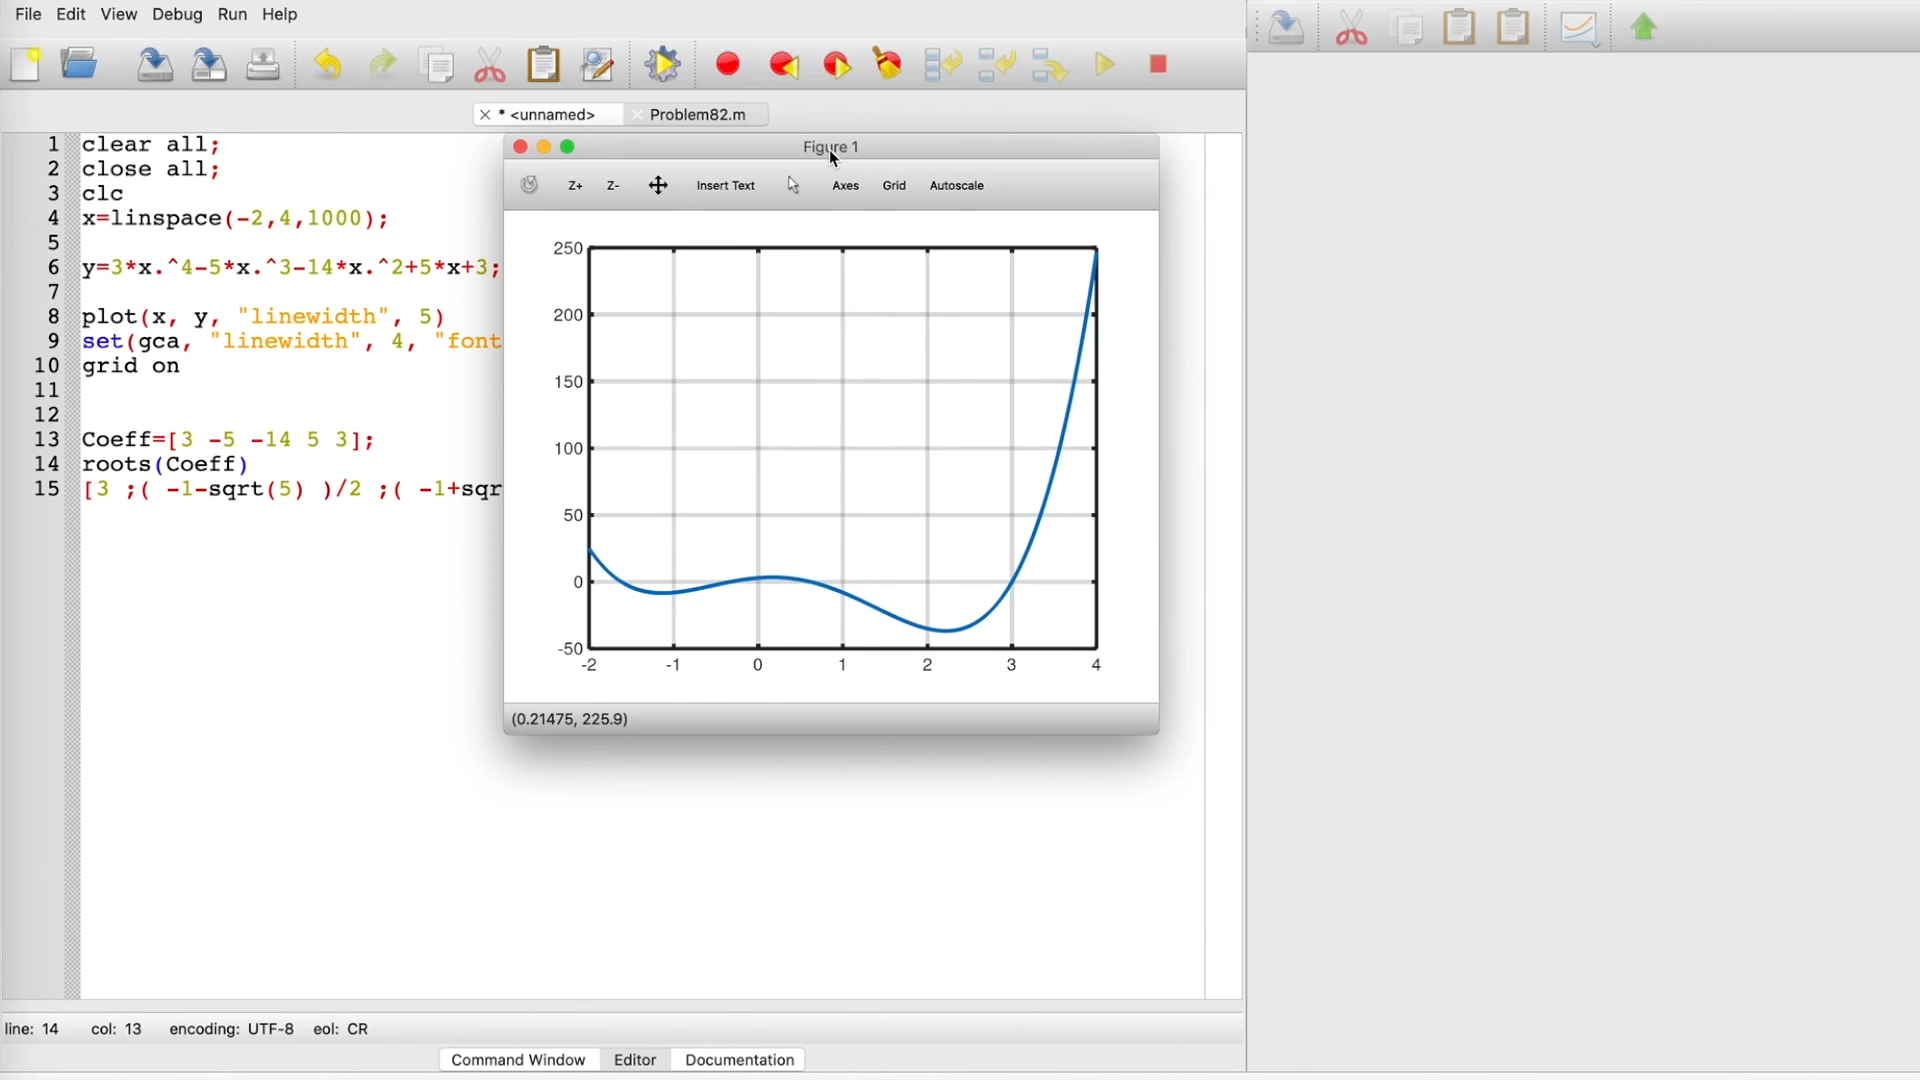 File Edit View Debug Run Help
* <unnamed> Problem82.m
1 clear all;
2 close all;
3 clc
4 x=linspace(-2,4,1000);
5
6 y=3*x.^4-5*x.^3-14*x.^2+5*x+3;
7
8 plot(x, y, "linewidth", 5)
9 set(gca, "linewidth", 4, "font
10 grid on
11
12
13 Coeff=[3 -5 -14 5 3];
14 roots(Coeff)
15 [3 ;( -1-sqrt(5) )/2 ;( -1+sqr
Figure 1
Z+ Z- Insert Text Axes Grid Autoscale
250
200
150
100
50
0
-50
-2 -1 0 1 2 3 4
(0.21475, 225.9)
line: 14 col: 13 encoding: UTF-8 eol: CR
Command Window Editor Documentation